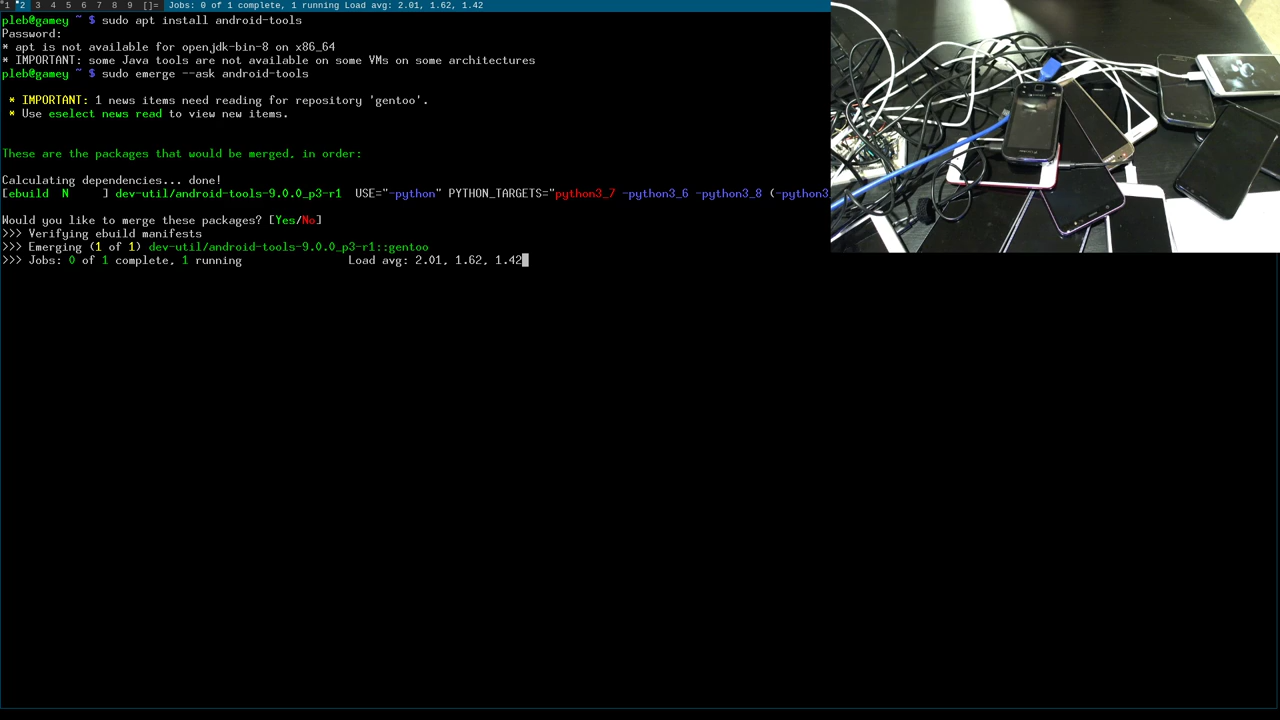 1 2 3 4 5 6 7 8 9 []= Jobs: 0 of 1 complete, 1 running Load avg: 2.01, 1.62, 1.42
pleb@gamey ~ $ sudo apt install android-tools
Password:
* apt is not available for openjdk-bin-8 on x86_64
* IMPORTANT: some Java tools are not available on some VMs on some architectures
pleb@gamey ~ $ sudo emerge --ask android-tools
* IMPORTANT: 1 news items need reading for repository 'gentoo'.
* Use eselect news read to view new items.
These are the packages that would be merged, in order:
Calculating dependencies... done!
[ebuild  N     ] dev-util/android-tools-9.0.0_p3-r1  USE="-python" PYTHON_TARGETS="python3_7 -python3_6 -python3_8 (-python3
Would you like to merge these packages? [Yes/No]
>>> Verifying ebuild manifests
>>> Emerging (1 of 1) dev-util/android-tools-9.0.0_p3-r1::gentoo
>>> Jobs: 0 of 1 complete, 1 running                Load avg: 2.01, 1.62, 1.42